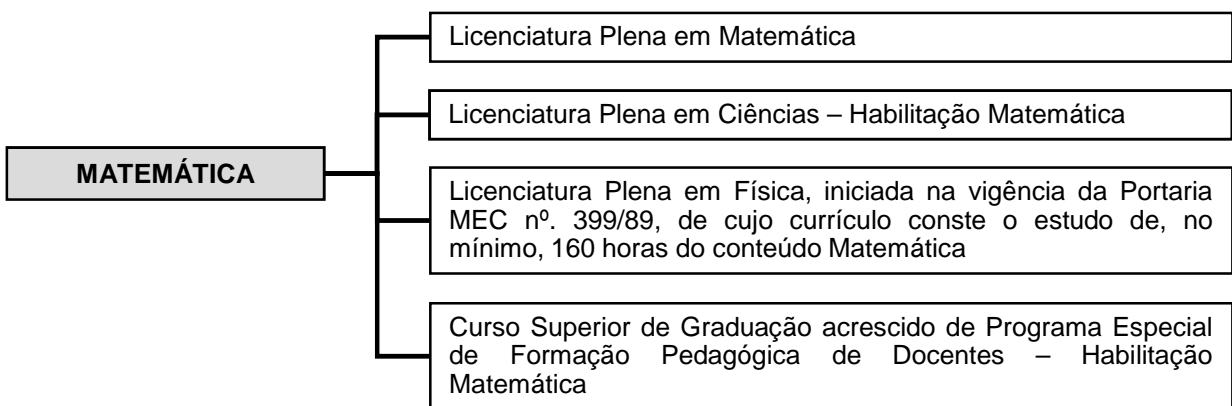 MATEMÁTICA
Licenciatura Plena em Matemática
Licenciatura Plena em Ciências – Habilitação Matemática
Licenciatura Plena em Física, iniciada na vigência da Portaria
MEC nº. 399/89, de cujo currículo conste o estudo de, no
mínimo, 160 horas do conteúdo Matemática
Curso Superior de Graduação acrescido de Programa Especial
de Formação Pedagógica de Docentes – Habilitação
Matemática